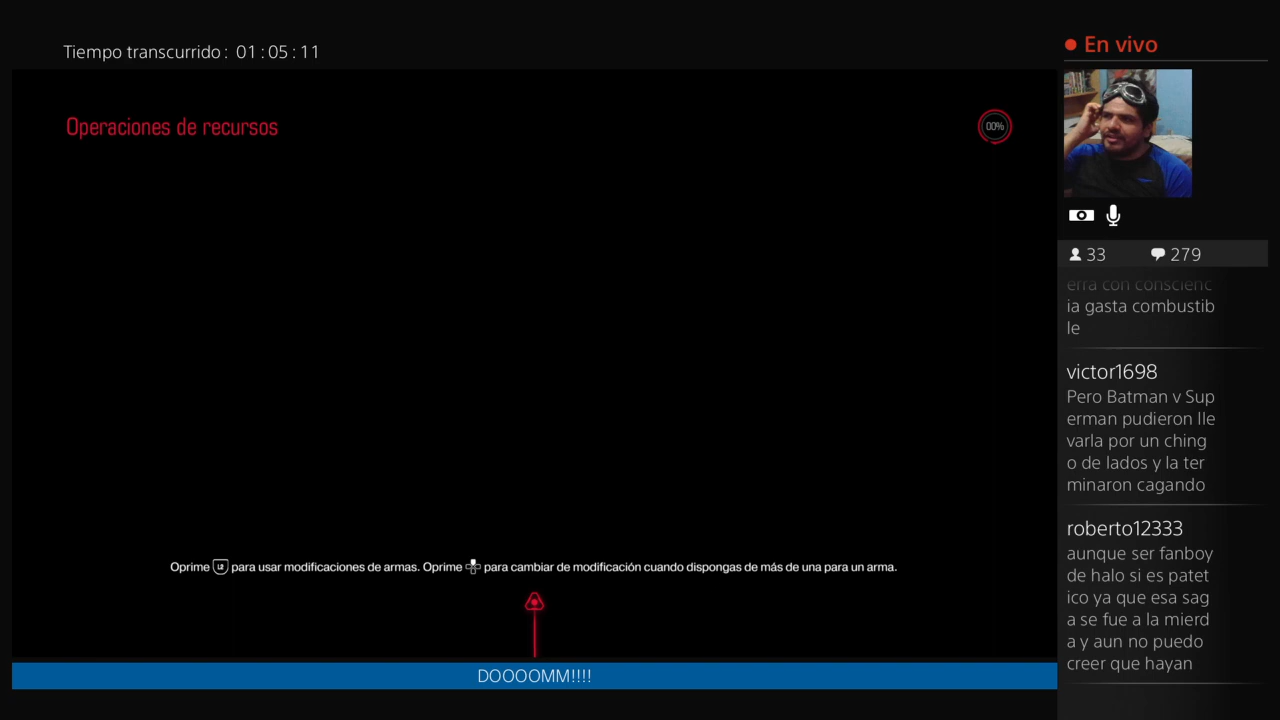 Tiempo transcurrido : 01 : 05 : 11
En vivo
Operaciones de recursos
00%
33 279
erra con conscienc
ia gasta combustib
le
victor1698
Pero Batman v Sup
erman pudieron lle
varla por un ching
o de lados y la ter
minaron cagando
roberto12333
aunque ser fanboy
de halo si es patet
ico ya que esa sag
a se fue a la mierd
a y aun no puedo
creer que hayan
Oprime L2 para usar modificaciones de armas. Oprime para cambiar de modificación cuando dispongas de más de una para un arma.
DOOOOMM!!!!